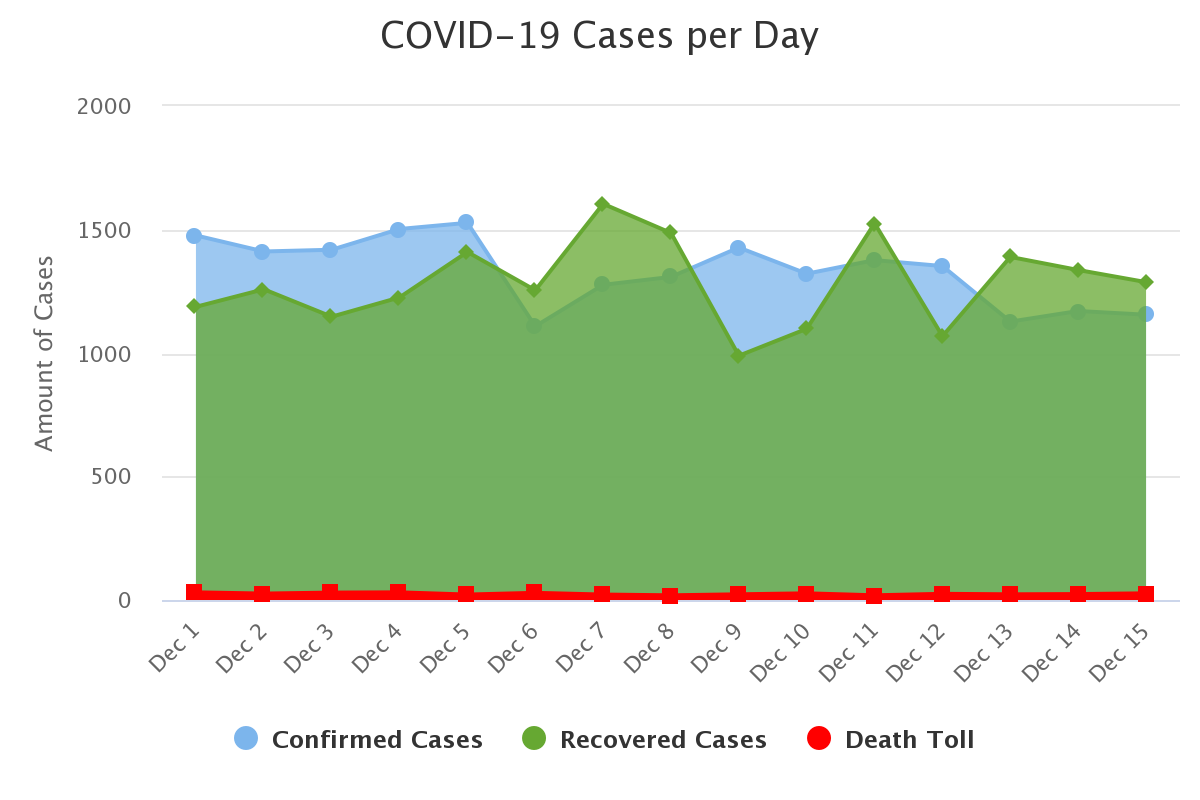 COVID-19 Cases per Day
Amount of Cases
2000
1500
1000
500
0
Dec 1
Dec 2
Dec 3
Dec 4
Dec 5
Dec 6
Dec 7
Dec 8
Dec 9
Dec 10
Dec 11
Dec 12
Dec 13
Dec 14
Dec 15
Confirmed Cases
Recovered Cases
Death Toll